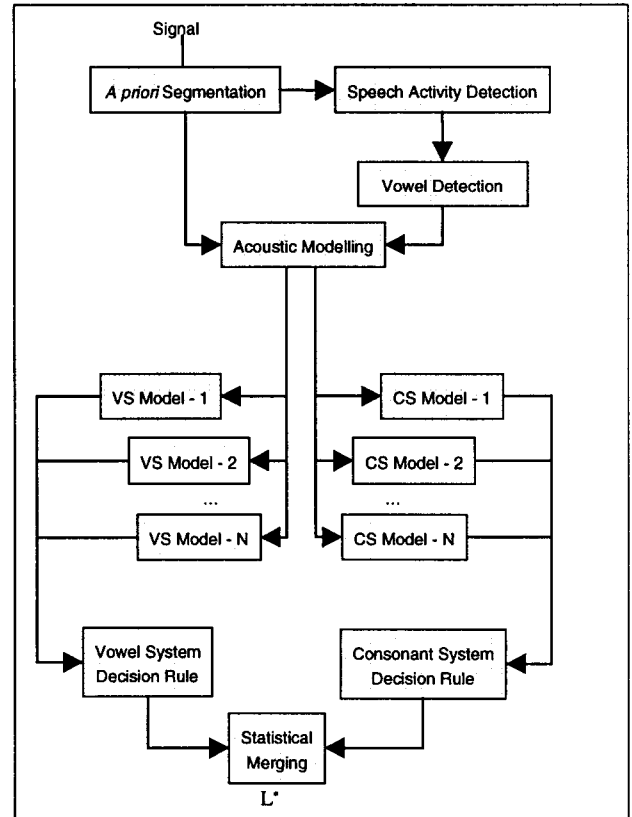 Signal
A priori Segmentation
Speech Activity Detection
Vowel Detection
Acoustic Modelling
VS Model - 1
CS Model - 1
VS Model - 2
CS Model - 2
...
...
VS Model - N
CS Model - N
Vowel System
Decision Rule
Consonant System
Decision Rule
Statistical
Merging
L*